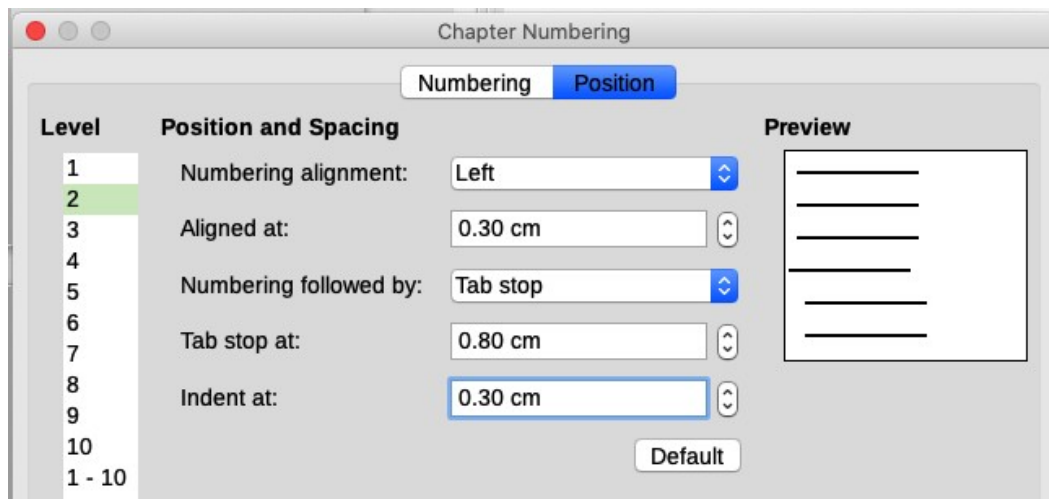 Chapter Numbering
Numbering Position
Level Position and Spacing Preview
1
2
3
4
5
6
7
8
9
10
1 - 10
Numbering alignment: Left
Aligned at: 0.30 cm
Numbering followed by: Tab stop
Tab stop at: 0.80 cm
Indent at: 0.30 cm
Default